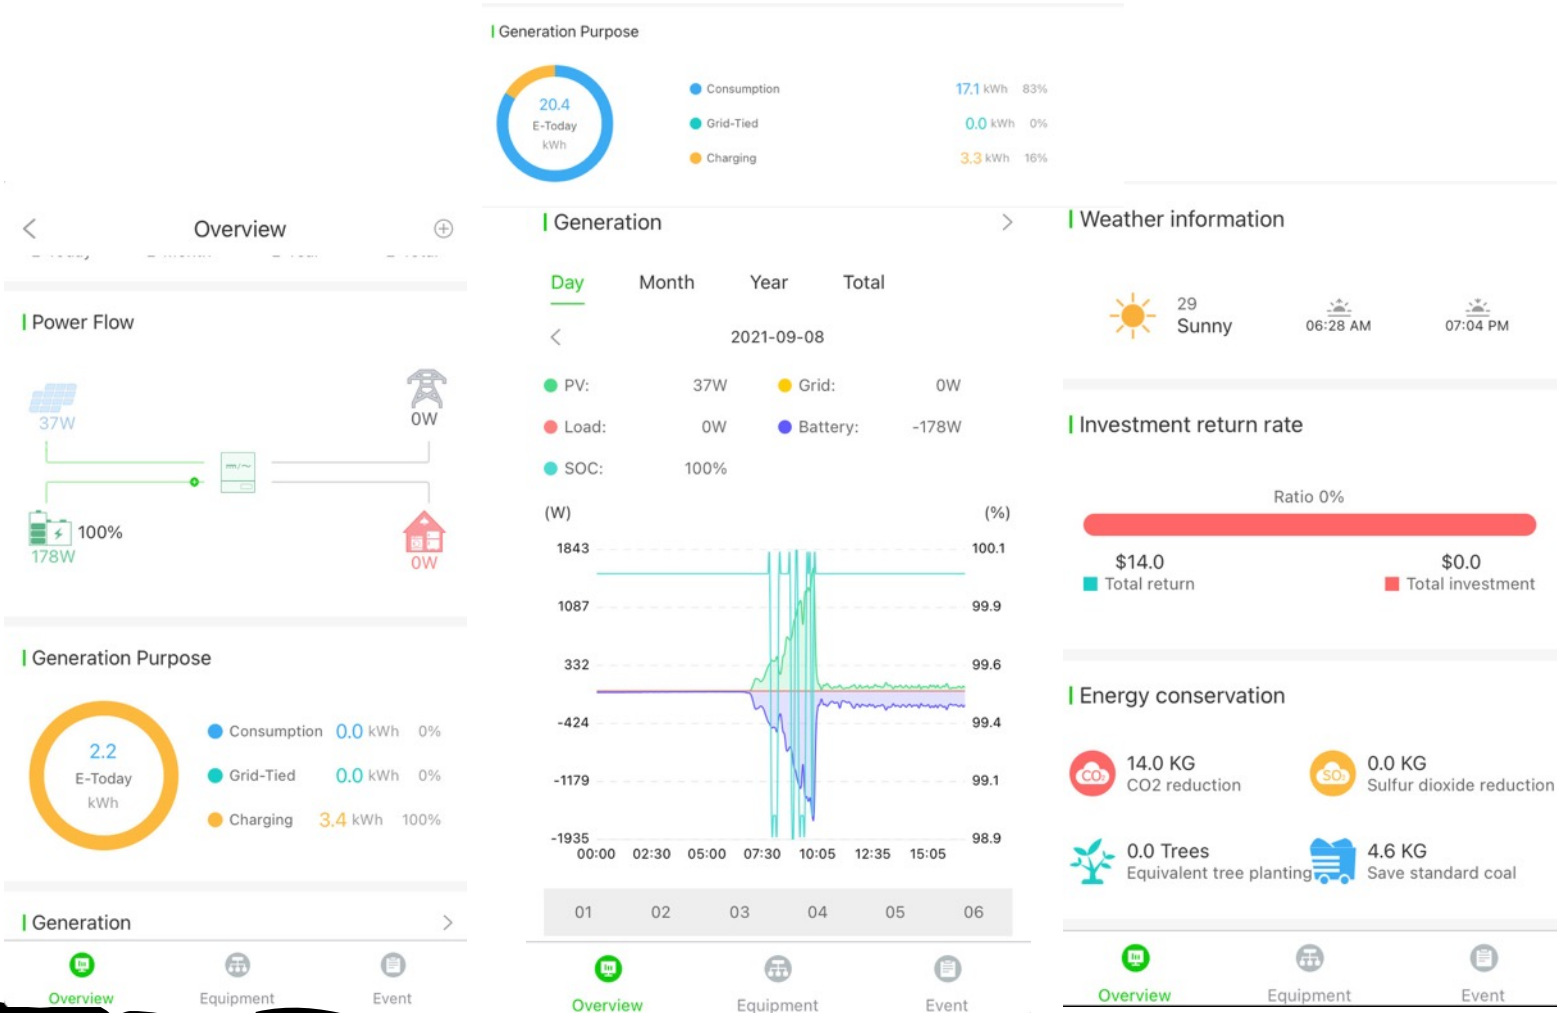 Generation Purpose
20.4
E-Today
kWh
Consumption 17.1 kWh 83%
Grid-Tied 0.0 kWh 0%
Charging 3.3 kWh 16%
Overview
Power Flow
37W
0W
100%
178W
0W
Generation Purpose
2.2
E-Today
kWh
Consumption 0.0 kWh 0%
Grid-Tied 0.0 kWh 0%
Charging 3.4 kWh 100%
Generation
Overview Equipment Event
Generation
Day Month Year Total
2021-09-08
PV: 37W Grid: 0W
Load: 0W Battery: -178W
SOC: 100%
(W) (%)
1843 100.1
1087 99.9
332 99.6
-424 99.4
-1179 99.1
-1935 98.9
00:00 02:30 05:00 07:30 10:05 12:35 15:05
01 02 03 04 05 06
Overview Equipment Event
Weather information
29
Sunny
06:28 AM 07:04 PM
Investment return rate
Ratio 0%
$14.0 $0.0
Total return Total investment
Energy conservation
CO₂ 14.0 KG
CO2 reduction
SO₂ 0.0 KG
Sulfur dioxide reduction
0.0 Trees
Equivalent tree planting
4.6 KG
Save standard coal
Overview Equipment Event